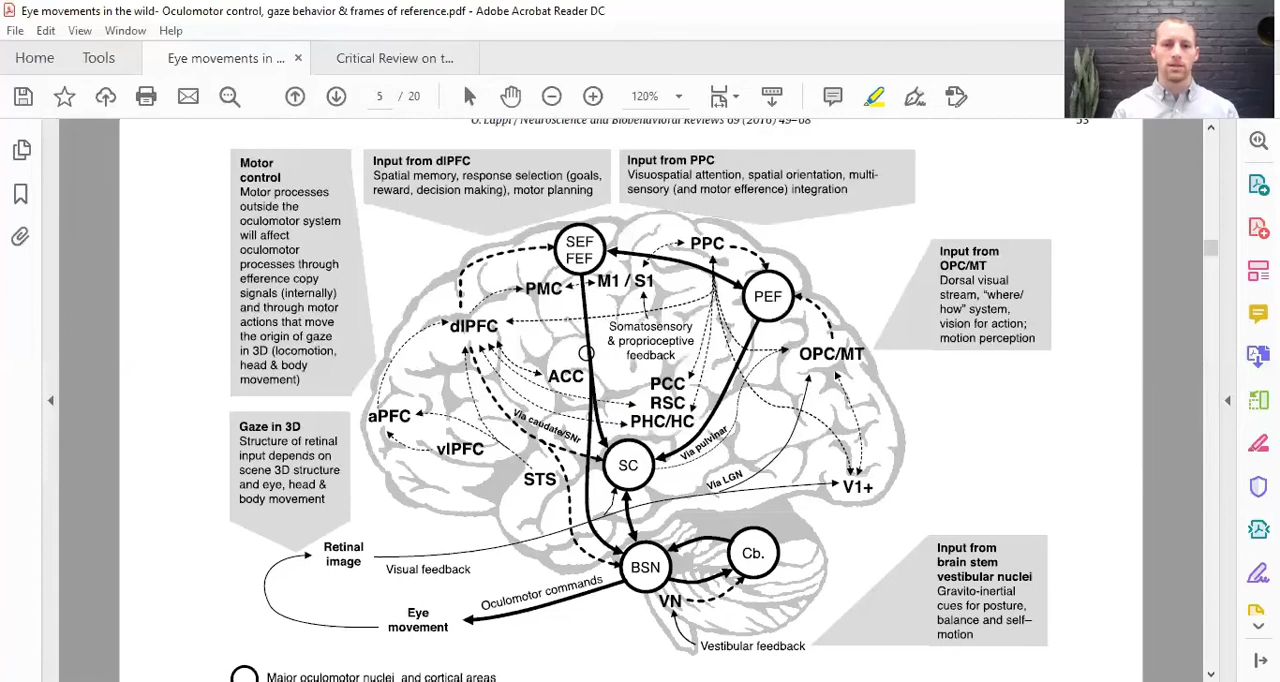 Eye movements in the wild- Oculomotor control, gaze behavior & frames of reference.pdf - Adobe Acrobat Reader DC
File Edit View Window Help
Home Tools Eye movements in ... × Critical Review on t...
5 / 20 120%
O. Lappi / Neuroscience and Biobehavioral Reviews 69 (2016) 49–68 53
Motor
control
Motor processes
outside the
oculomotor system
will affect
oculomotor
processes through
efference copy
signals (internally)
and through motor
actions that move
the origin of gaze
in 3D (locomotion,
head & body
movement)
Input from dlPFC
Spatial memory, response selection (goals,
reward, decision making), motor planning
Input from PPC
Visuospatial attention, spatial orientation, multi-
sensory (and motor efference) integration
Input from
OPC/MT
Dorsal visual
stream, "where/
how" system,
vision for action;
motion perception
SEF
FEF
PPC
PMC
M1 / S1
PEF
dlPFC
Somatosensory
& proprioceptive
feedback
OPC/MT
ACC
PCC
RSC
PHC/HC
aPFC
Via caudate/SNr
vlPFC
Via pulvinar
SC
STS
Via LGN
V1+
Gaze in 3D
Structure of retinal
input depends on
scene 3D structure
and eye, head &
body movement
Retinal
image
Visual feedback
BSN
Cb.
Oculomotor commands
VN
Eye
movement
Vestibular feedback
Input from
brain stem
vestibular nuclei
Gravito-inertial
cues for posture,
balance and self–
motion
Major oculomotor nuclei and cortical areas